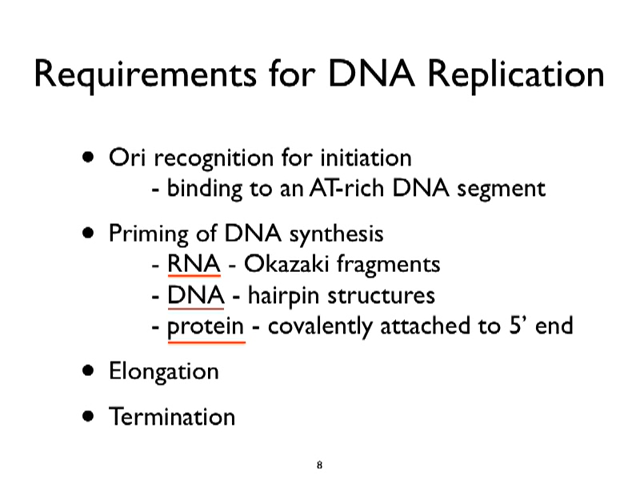 Requirements for DNA Replication
• Ori recognition for initiation
- binding to an AT-rich DNA segment
• Priming of DNA synthesis
- RNA - Okazaki fragments
- DNA - hairpin structures
- protein - covalently attached to 5’ end
• Elongation
• Termination
8